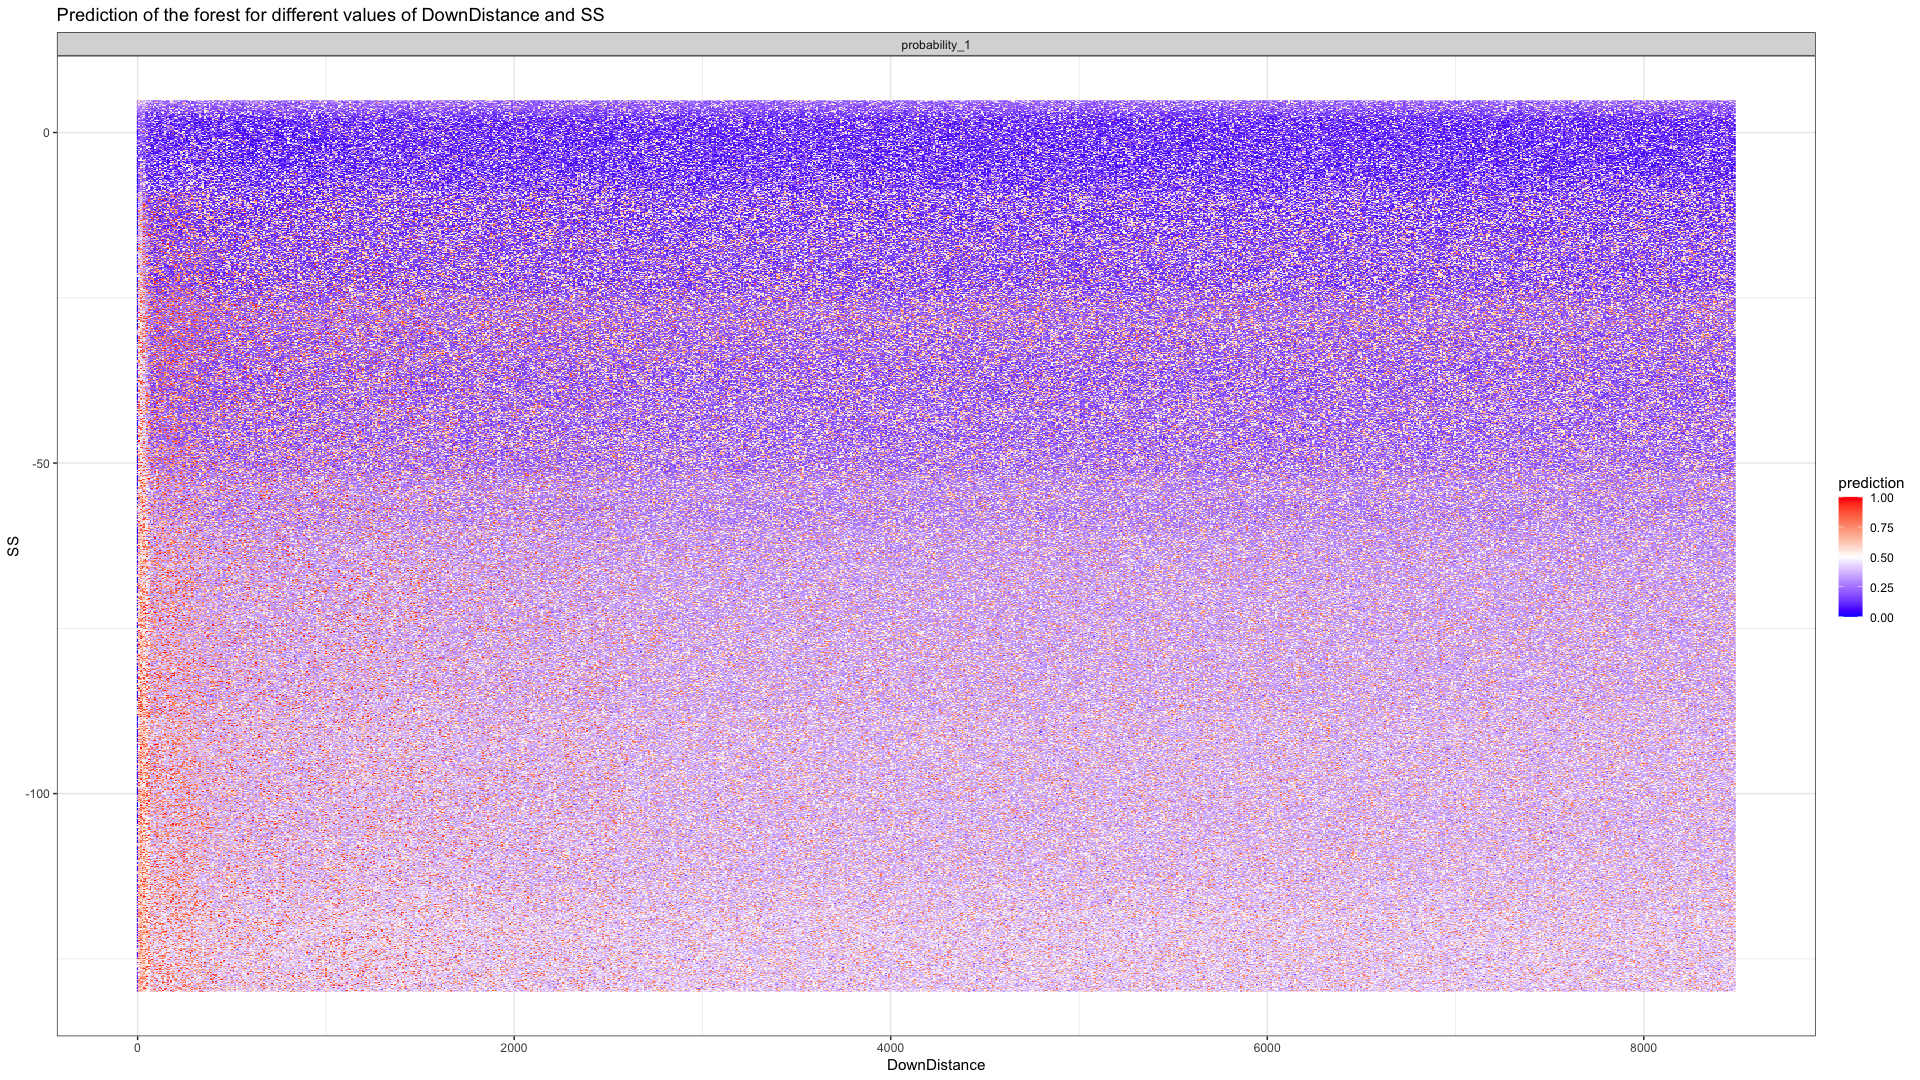 Prediction of the forest for different values of DownDistance and SS
probability_1
0
-50
-100
SS
0
2000
4000
6000
8000
DownDistance
prediction
1.00
0.75
0.50
0.25
0.00